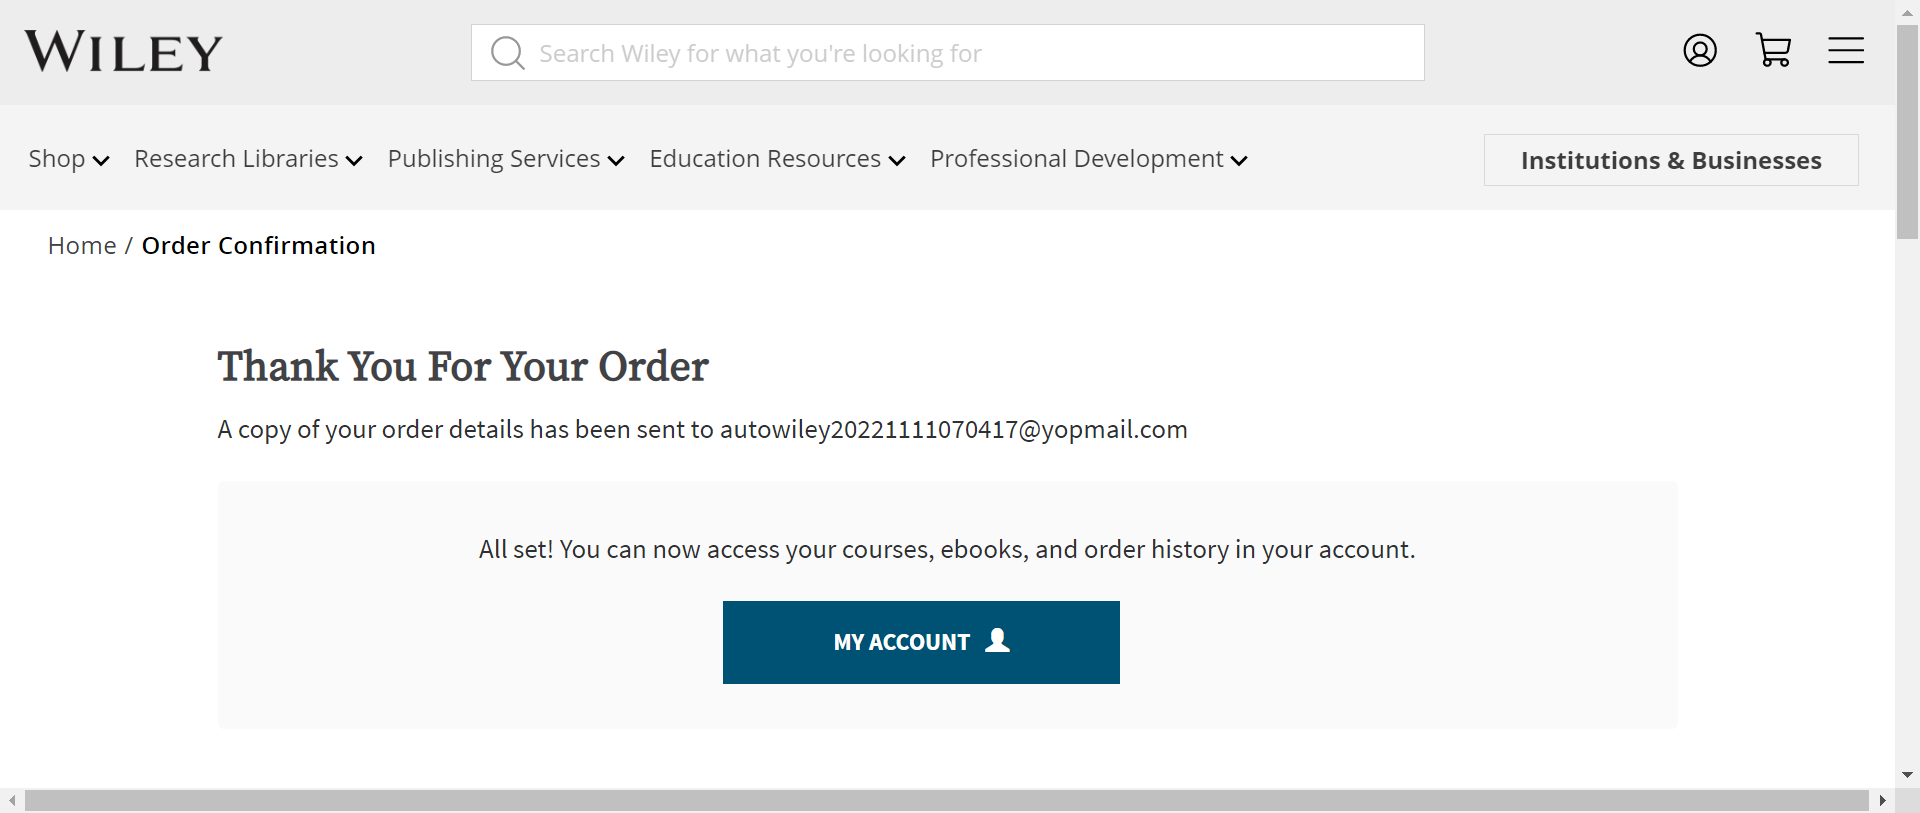 WILEY
Search Wiley for what you're looking for
Shop Research Libraries Publishing Services Education Resources Professional Development Institutions & Businesses
Home / Order Confirmation
Thank You For Your Order
A copy of your order details has been sent to autowiley20221111070417@yopmail.com
All set! You can now access your courses, ebooks, and order history in your account.
MY ACCOUNT